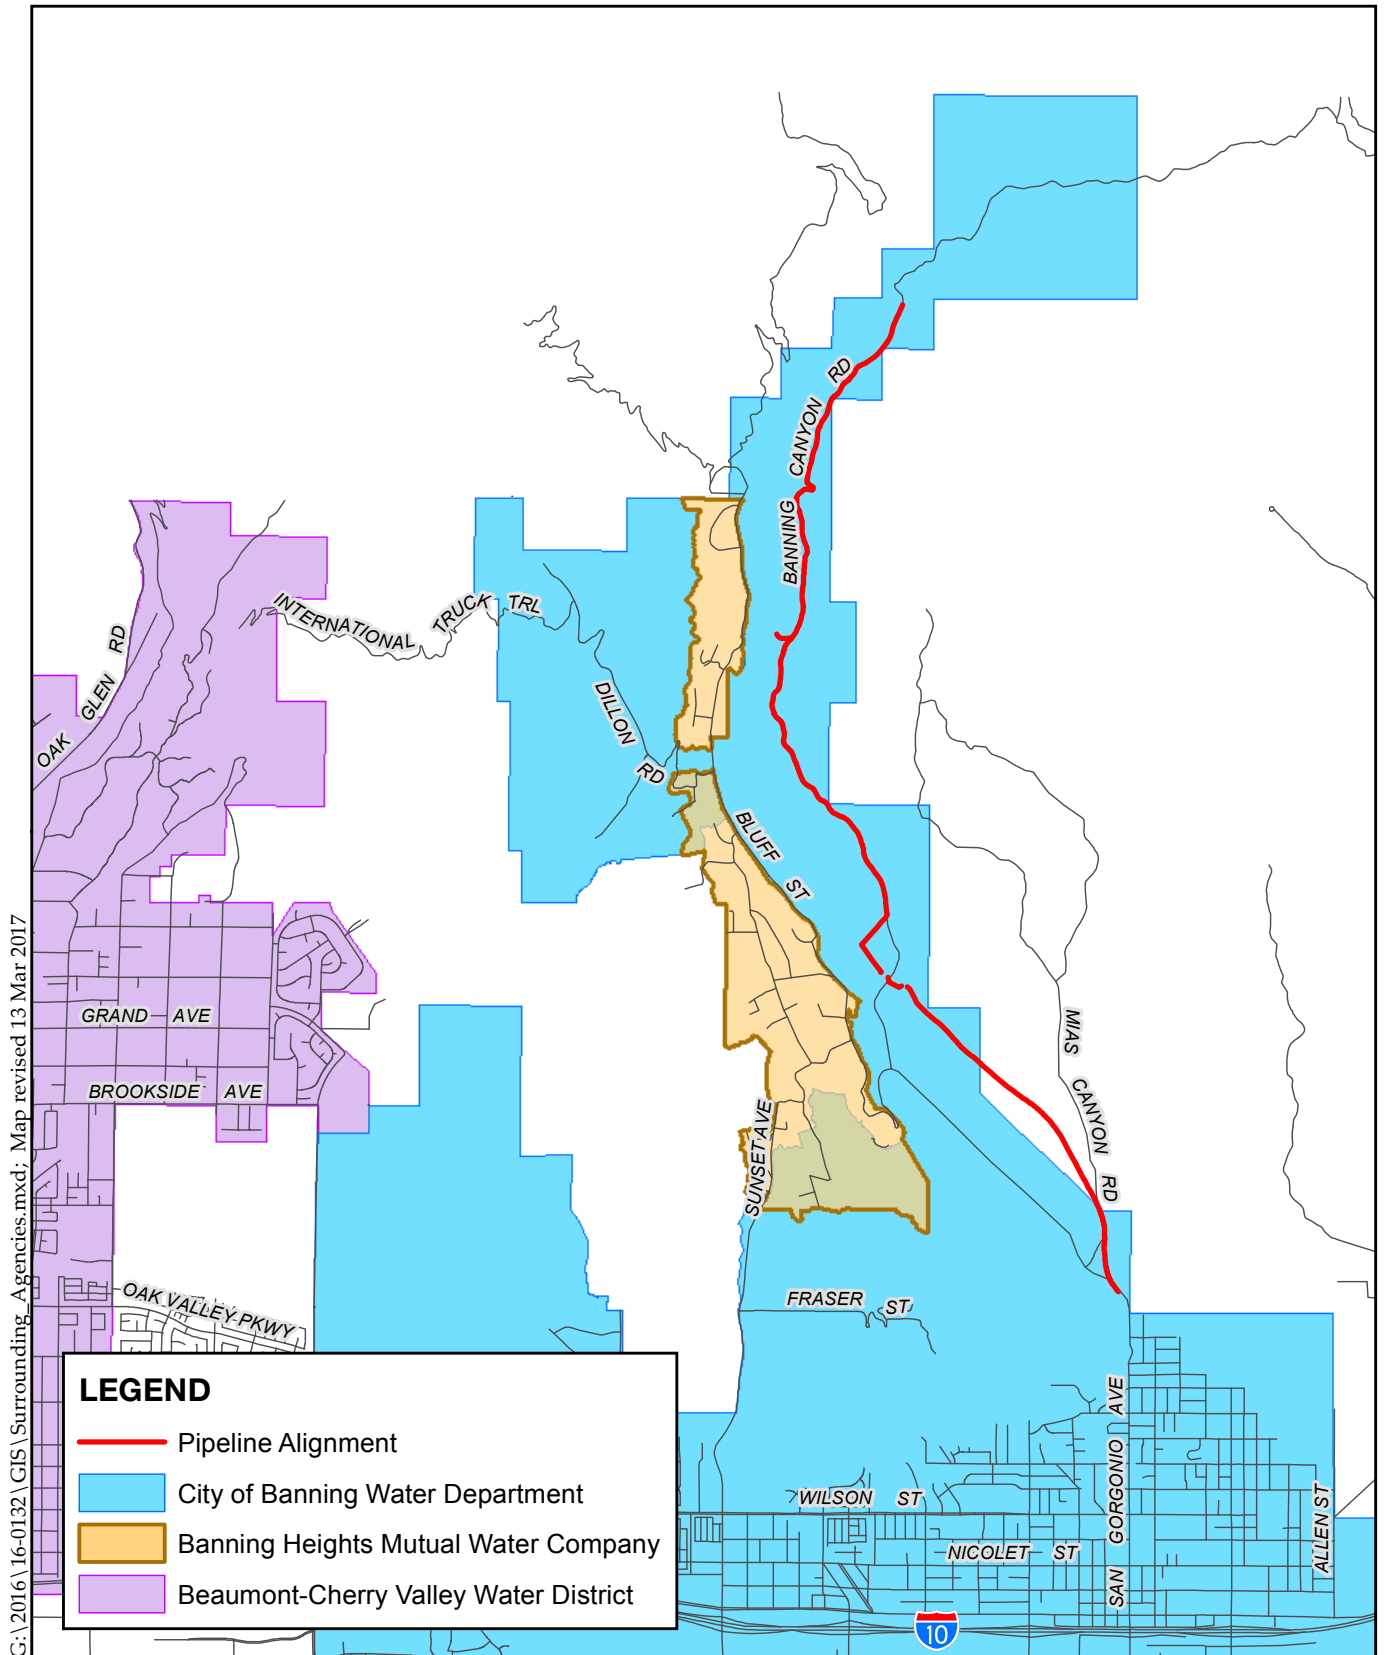 BANNING CANYON RD
INTERNATIONAL TRUCK TRL
OAK GLEN RD
DILLON RD
BLUFF ST
GRAND AVE
BROOKSIDE AVE
MIAS CANYON RD
SUNSET AVE
OAK VALLEY PKWY
FRASER ST
LEGEND
Pipeline Alignment
City of Banning Water Department
Banning Heights Mutual Water Company
Beaumont-Cherry Valley Water District
WILSON ST
NICOLET ST
SAN GORGONIO AVE
ALLEN ST
10
G:\2016\16-0132\GIS\Surrounding_Agencies.mxd; Map revised 13 Mar 2017